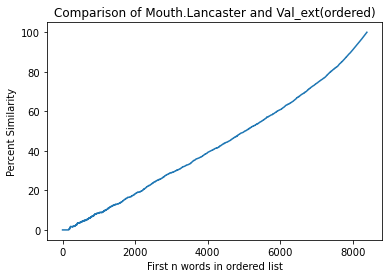 Comparison of Mouth.Lancaster and Val_ext(ordered)
Percent Similarity
100
80
60
40
20
0
0 2000 4000 6000 8000
First n words in ordered list